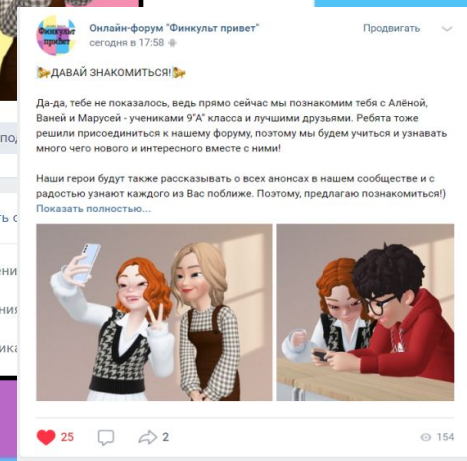 Финкульт
привет
Онлайн-форум "Финкульт привет"
сегодня в 17:58
Продвигать
ДАВАЙ ЗНАКОМИТЬСЯ!
Да-да, тебе не показалось, ведь прямо сейчас мы познакомим тебя с Алёной,
Ваней и Марусей - учениками 9"А" класса и лучшими друзьями. Ребята тоже
решили присоединиться к нашему форуму, поэтому мы будем учиться и узнавать
много чего нового и интересного вместе с ними!
Наши герои будут также рассказывать о всех анонсах в нашем сообществе и с
радостью узнают каждого из Вас поближе. Поэтому, предлагаю познакомиться!)
Показать полностью...
25
2
154